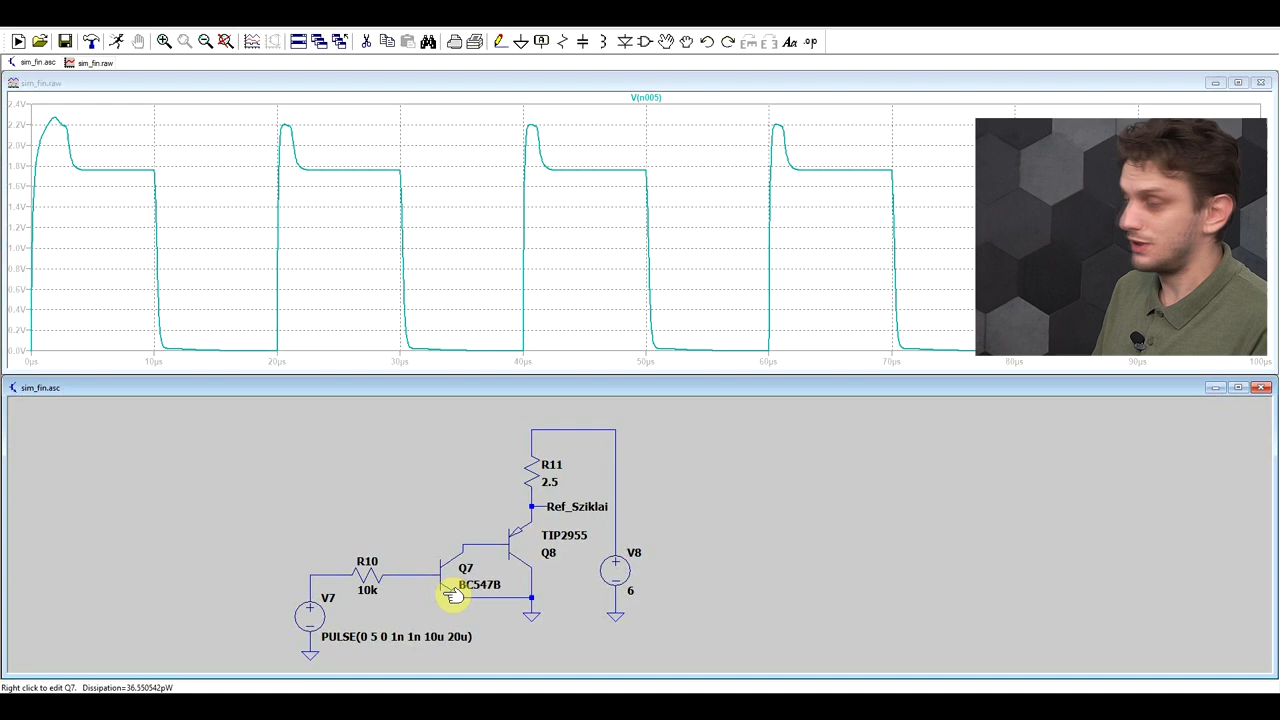 sim_fin.asc sim_fin.raw
sim_fin.raw
V(n005)
2.4V
2.2V
2.0V
1.8V
1.6V
1.4V
1.2V
1.0V
0.8V
0.6V
0.4V
0.2V
0.0V
0µs 10µs 20µs 30µs 40µs 50µs 60µs 70µs 80µs 90µs 100µs
sim_fin.asc
R11
2.5
Ref_Sziklai
TIP2955
Q8
V8
6
R10
10k
Q7
BC547B
V7
PULSE(0 5 0 1n 1n 10u 20u)
Right click to edit Q7. Dissipation=36.550542pW